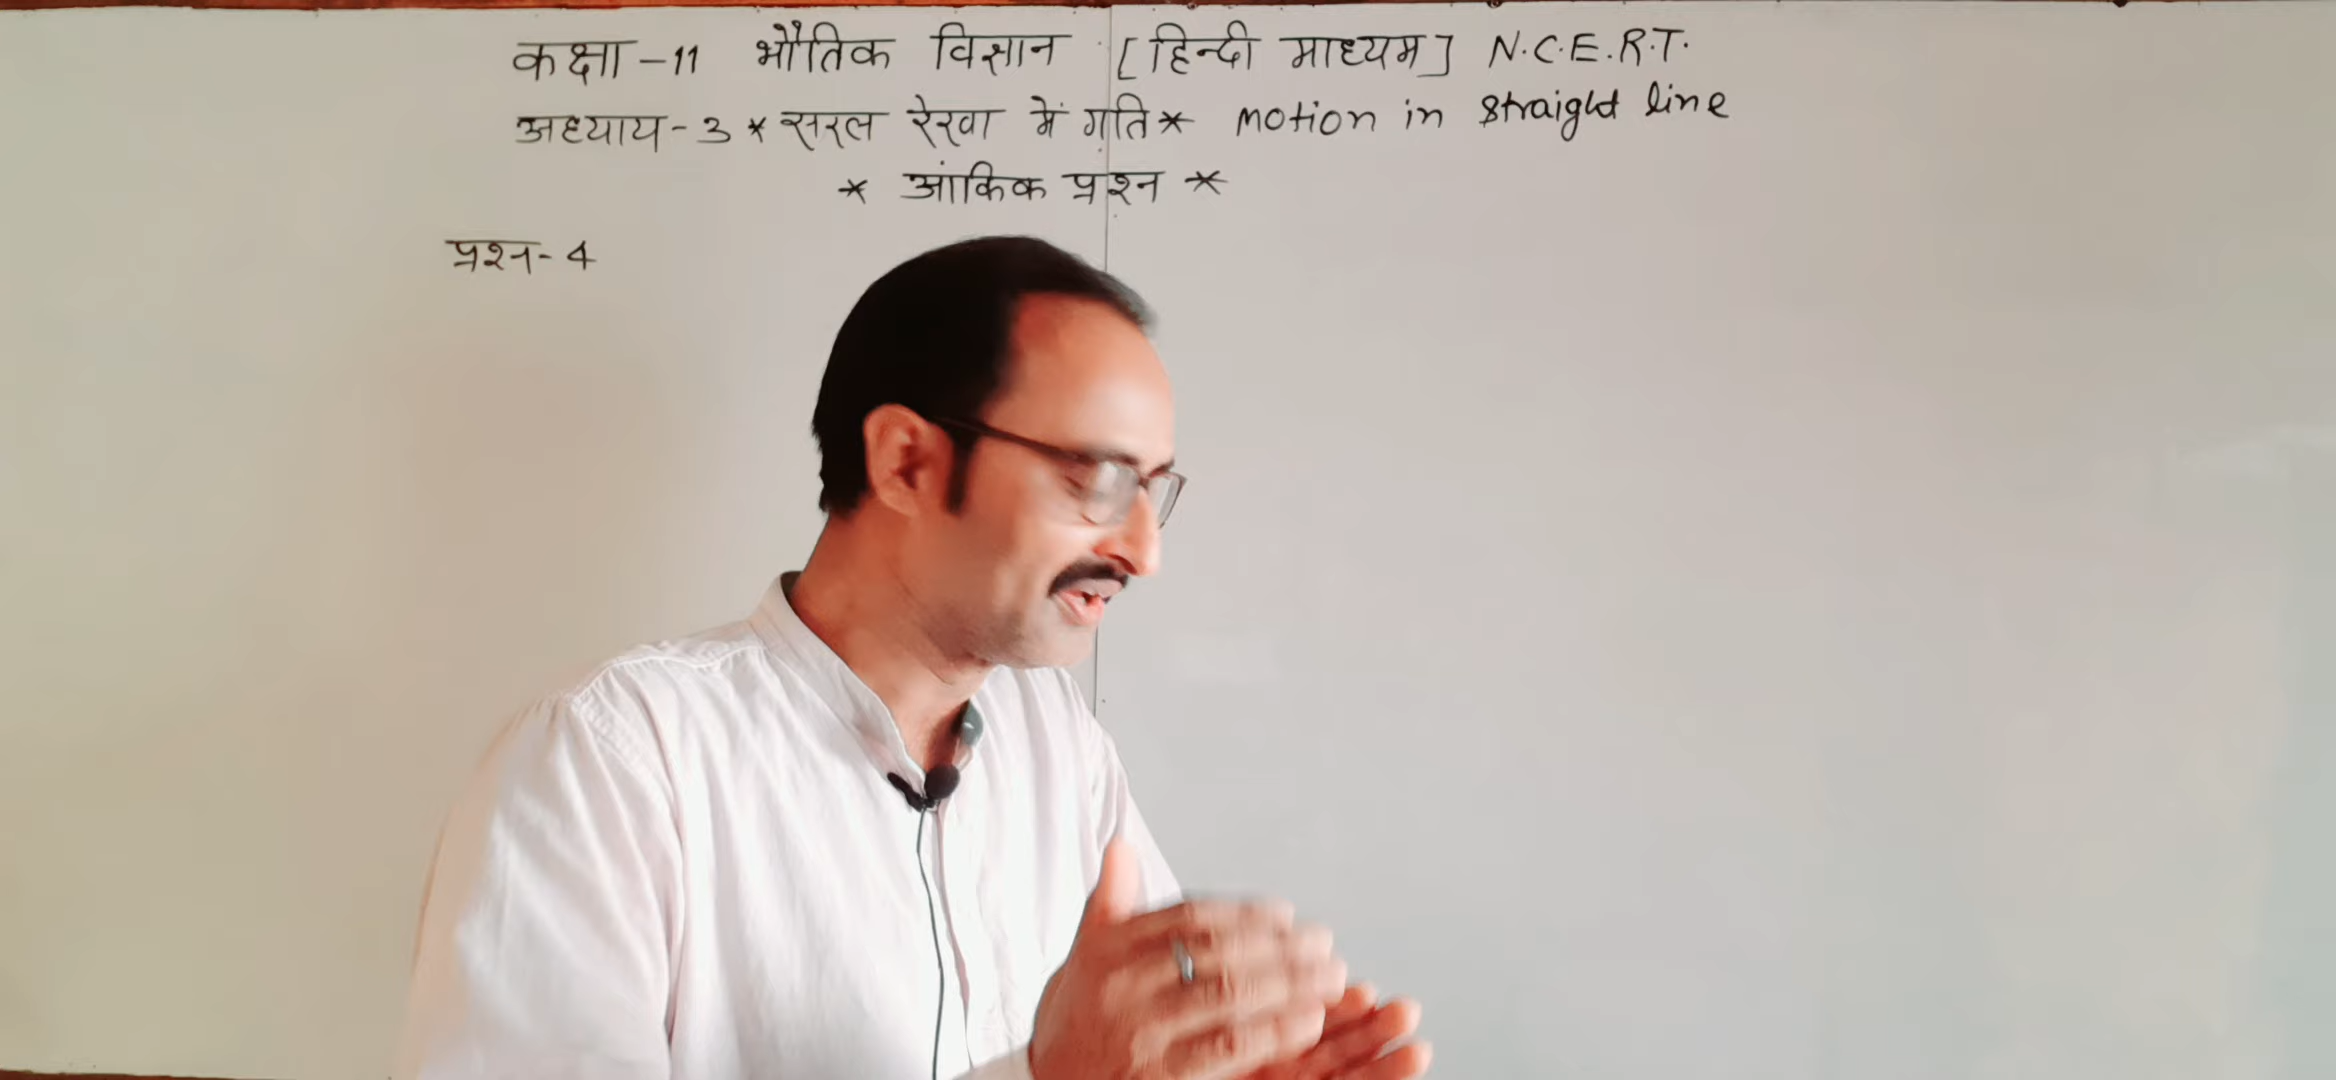 कक्षा -11 भौतिक विज्ञान [हिन्दी माध्यम] N.C.E.R.T.
अध्याय - 3 * सरल रेखा में गति * motion in straight line
* आंकिक प्रश्न *
प्रश्न- 4